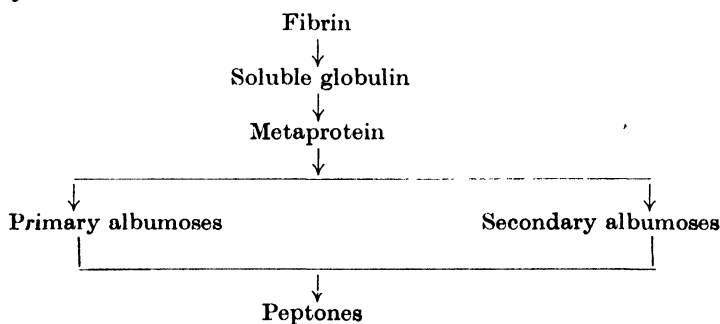 Fibrin
Soluble globulin
Metaprotein
Primary albumoses Secondary albumoses
Peptones